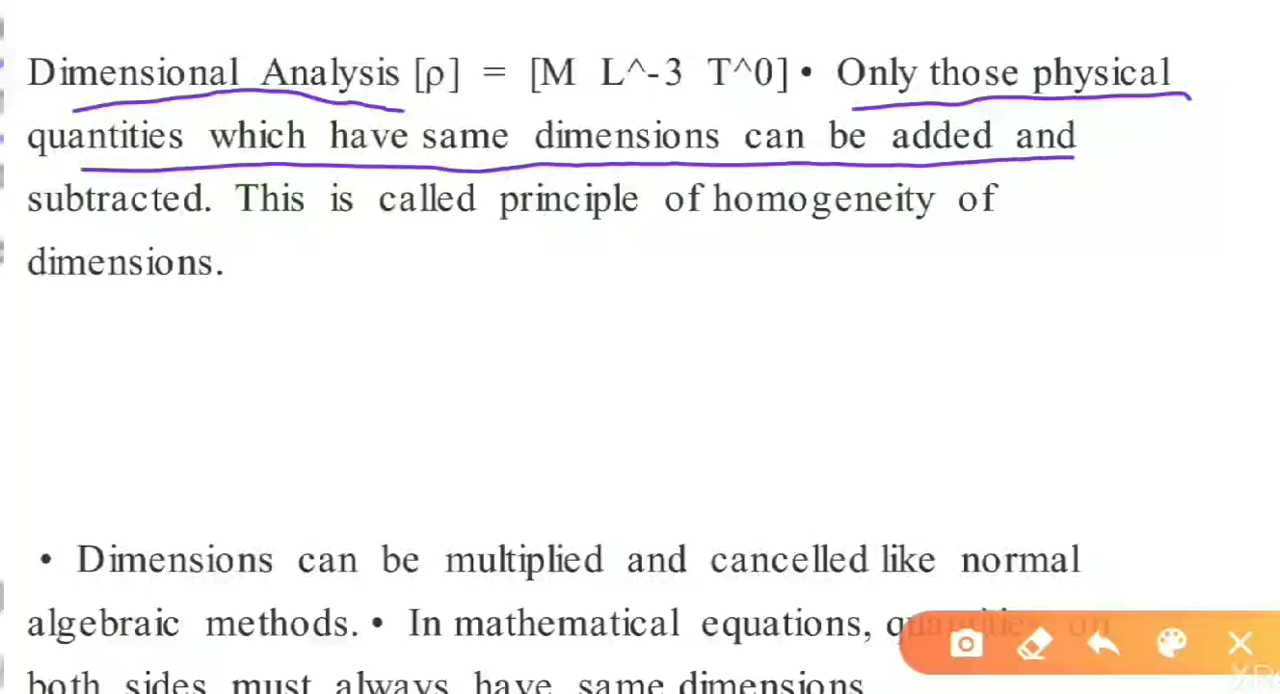 Dimensional Analysis [ρ] = [M L^-3 T^0] • Only those physical
quantities which have same dimensions can be added and
subtracted. This is called principle of homogeneity of
dimensions.
• Dimensions can be multiplied and cancelled like normal
algebraic methods. • In mathematical equations, quantities on
both sides must always have same dimensions